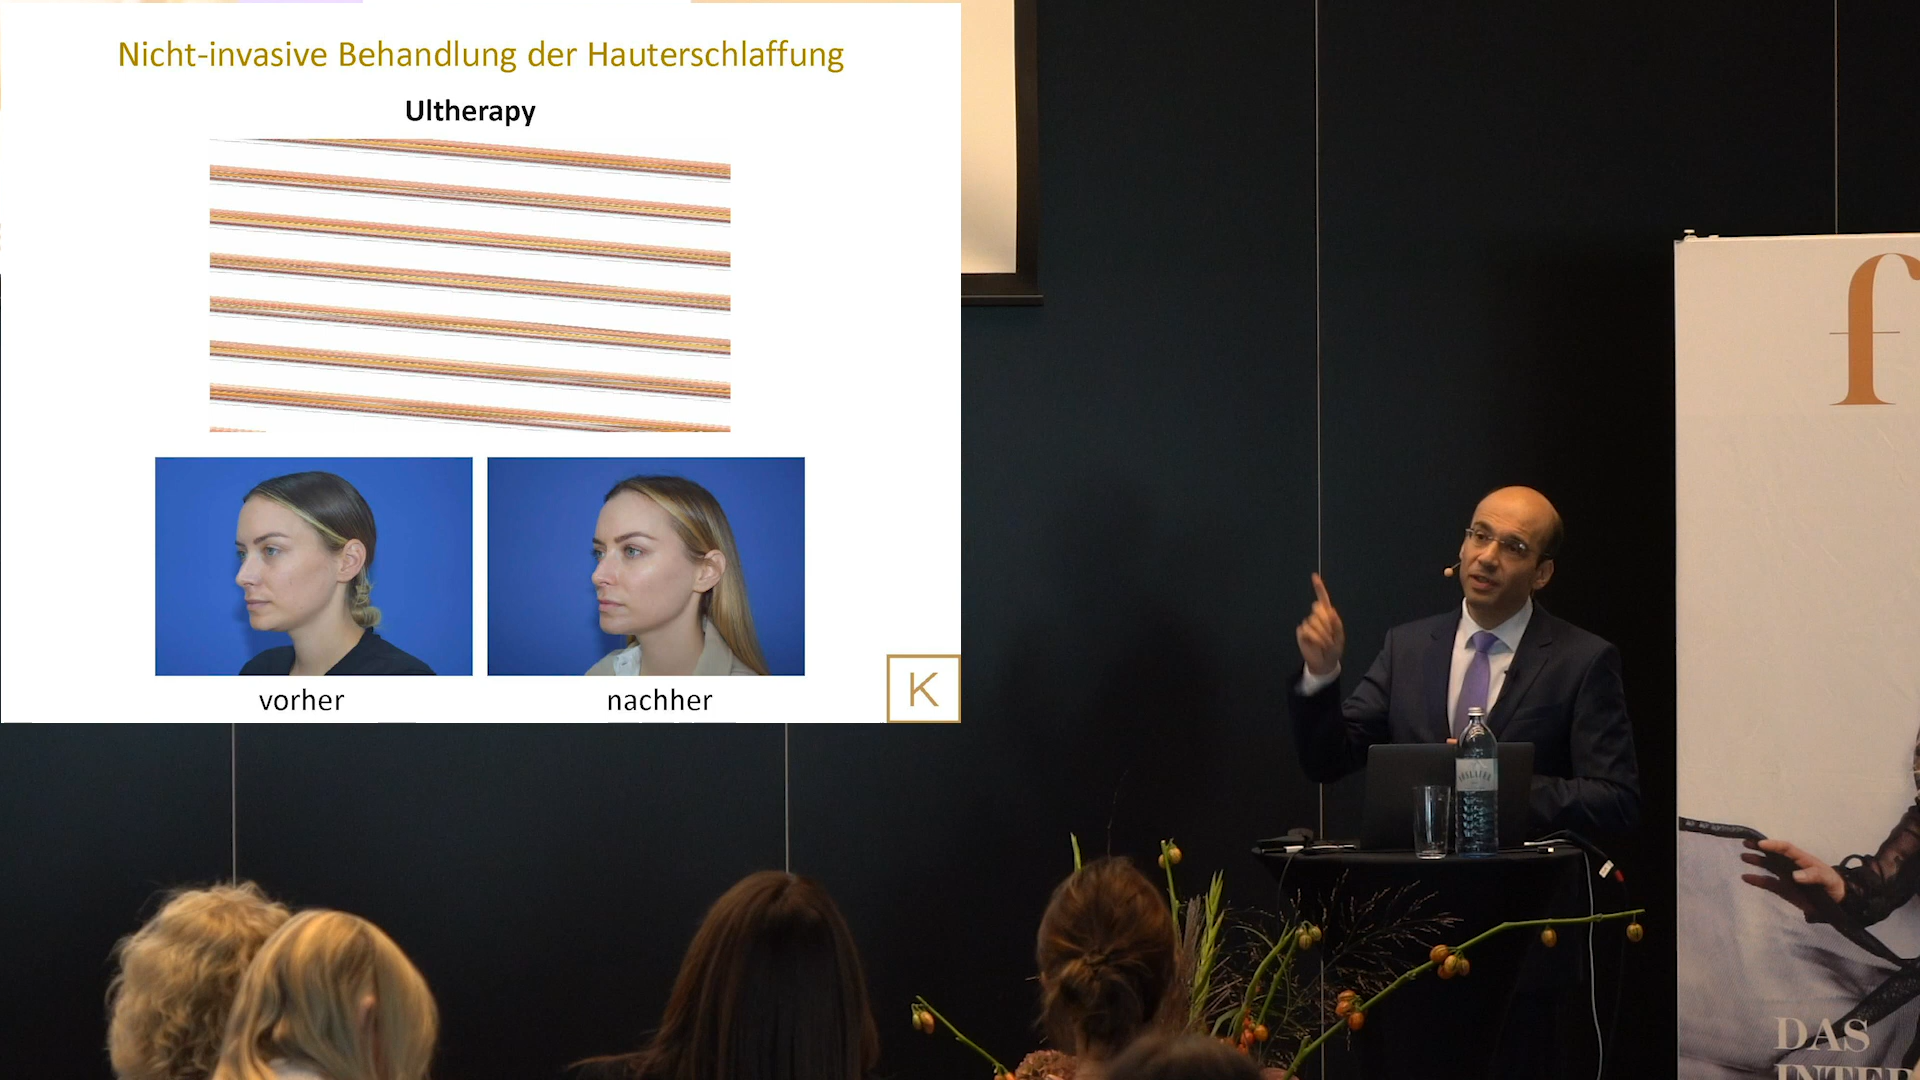 Nicht-invasive Behandlung der Hauterschlaffung
Ultherapy
vorher
nachher
K
f
DAS